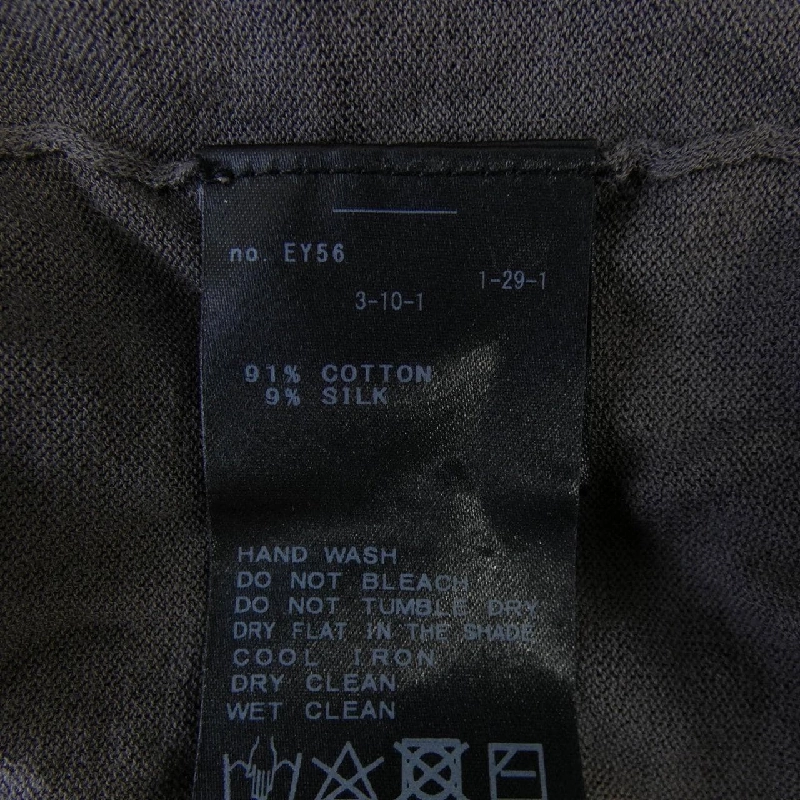 no. EY56
1-29-1
3-10-1
91% COTTON
9% SILK
HAND WASH
DO NOT BLEACH
DO NOT TUMBLE DRY
DRY FLAT IN THE SHADE
COOL IRON
DRY CLEAN
WET CLEAN